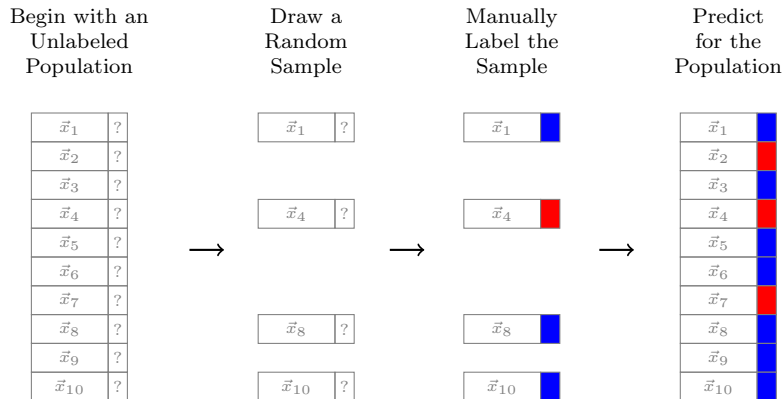 Begin with an
Unlabeled
Population
Draw a
Random
Sample
Manually
Label the
Sample
Predict
for the
Population
x⃗1 ?
x⃗2 ?
x⃗3 ?
x⃗4 ?
x⃗5 ?
x⃗6 ?
x⃗7 ?
x⃗8 ?
x⃗9 ?
x⃗10 ?
x⃗1 ?
x⃗4 ?
x⃗8 ?
x⃗10 ?
x⃗1
x⃗4
x⃗8
x⃗10
x⃗1
x⃗2
x⃗3
x⃗4
x⃗5
x⃗6
x⃗7
x⃗8
x⃗9
x⃗10